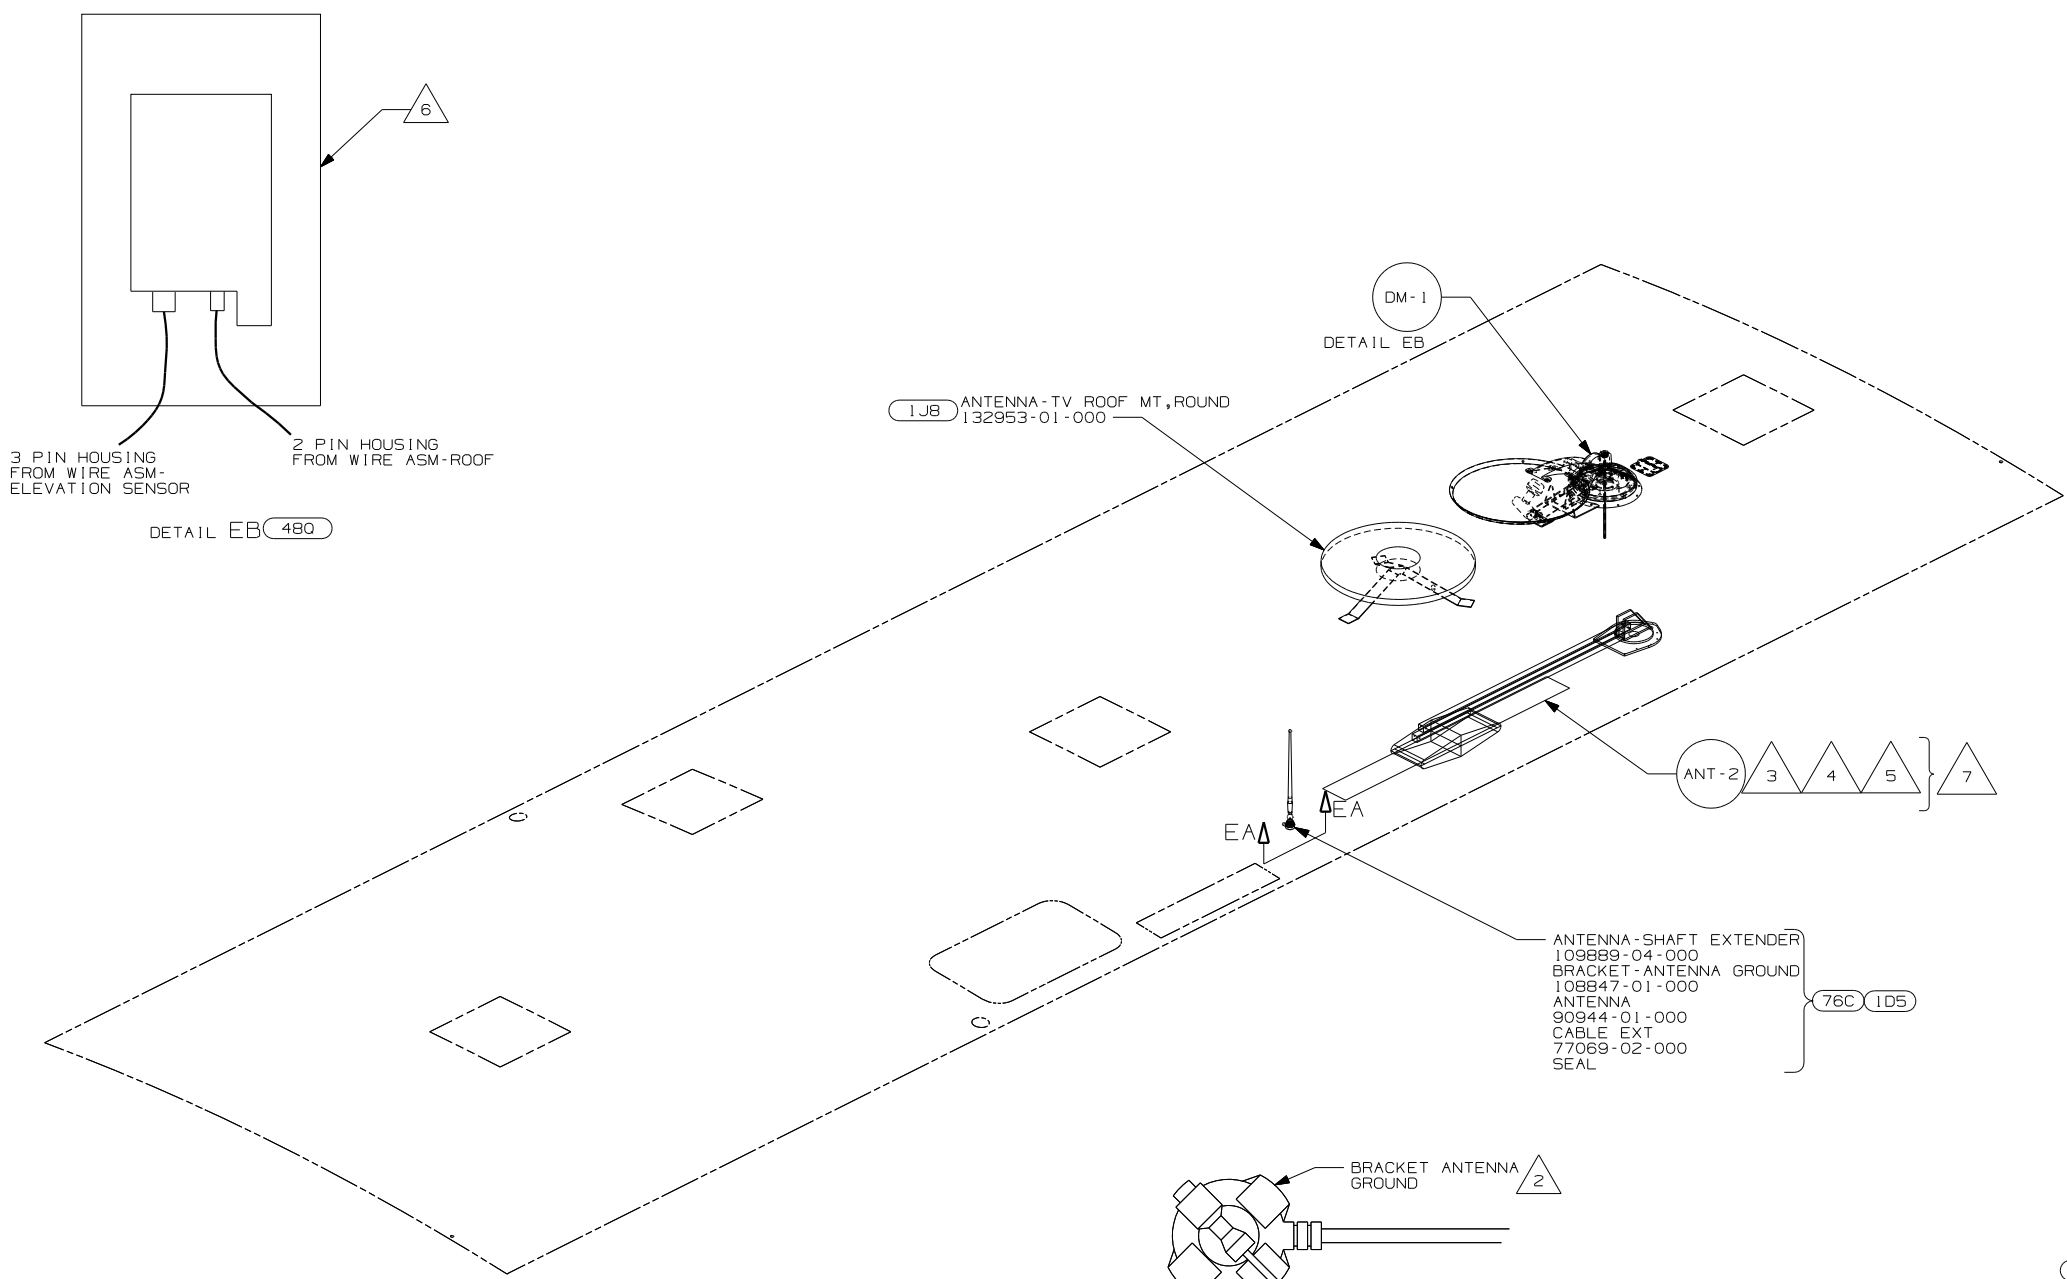 6
3 PIN HOUSING
FROM WIRE ASM-
ELEVATION SENSOR
2 PIN HOUSING
FROM WIRE ASM-ROOF
DETAIL EB 48Q
DM-1
DETAIL EB
1J8 ANTENNA-TV ROOF MT,ROUND
132953-01-000
ANT-2 3 4 5 7
EA
EA
ANTENNA-SHAFT EXTENDER
109889-04-000
BRACKET-ANTENNA GROUND
108847-01-000
ANTENNA
90944-01-000
CABLE EXT
77069-02-000
SEAL
76C 1D5
BRACKET ANTENNA
GROUND
2